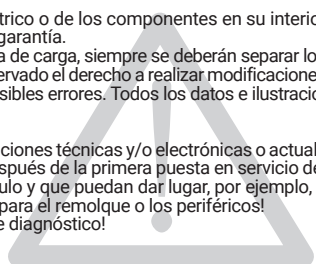 trico o de los componentes en su interio
garantía.
a de carga, siempre se deberán separar lo
ervado el derecho a realizar modificacione
sibles errores. Todos los datos e ilustracio
ciones técnicas y/o electrónicas o actual
spués de la primera puesta en servicio de
ulo y que puedan dar lugar, por ejemplo,
para el remolque o los periféricos!
e diagnóstico!